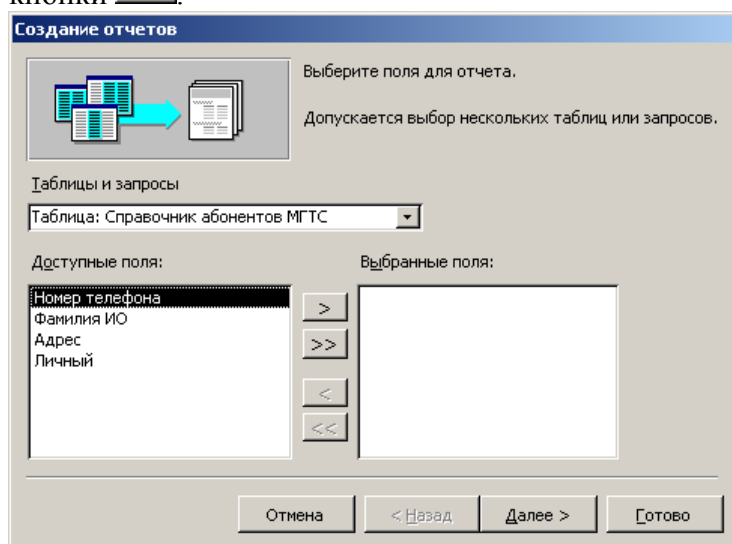 кнопки
Создание отчетов
Выберите поля для отчета.
Допускается выбор нескольких таблиц или запросов.
Таблицы и запросы
Таблица: Справочник абонентов МГТС
Доступные поля:
Выбранные поля:
Номер телефона
Фамилия ИО
Адрес
Личный
>
>>
<
<<
Отмена
< Назад
Далее >
Готово